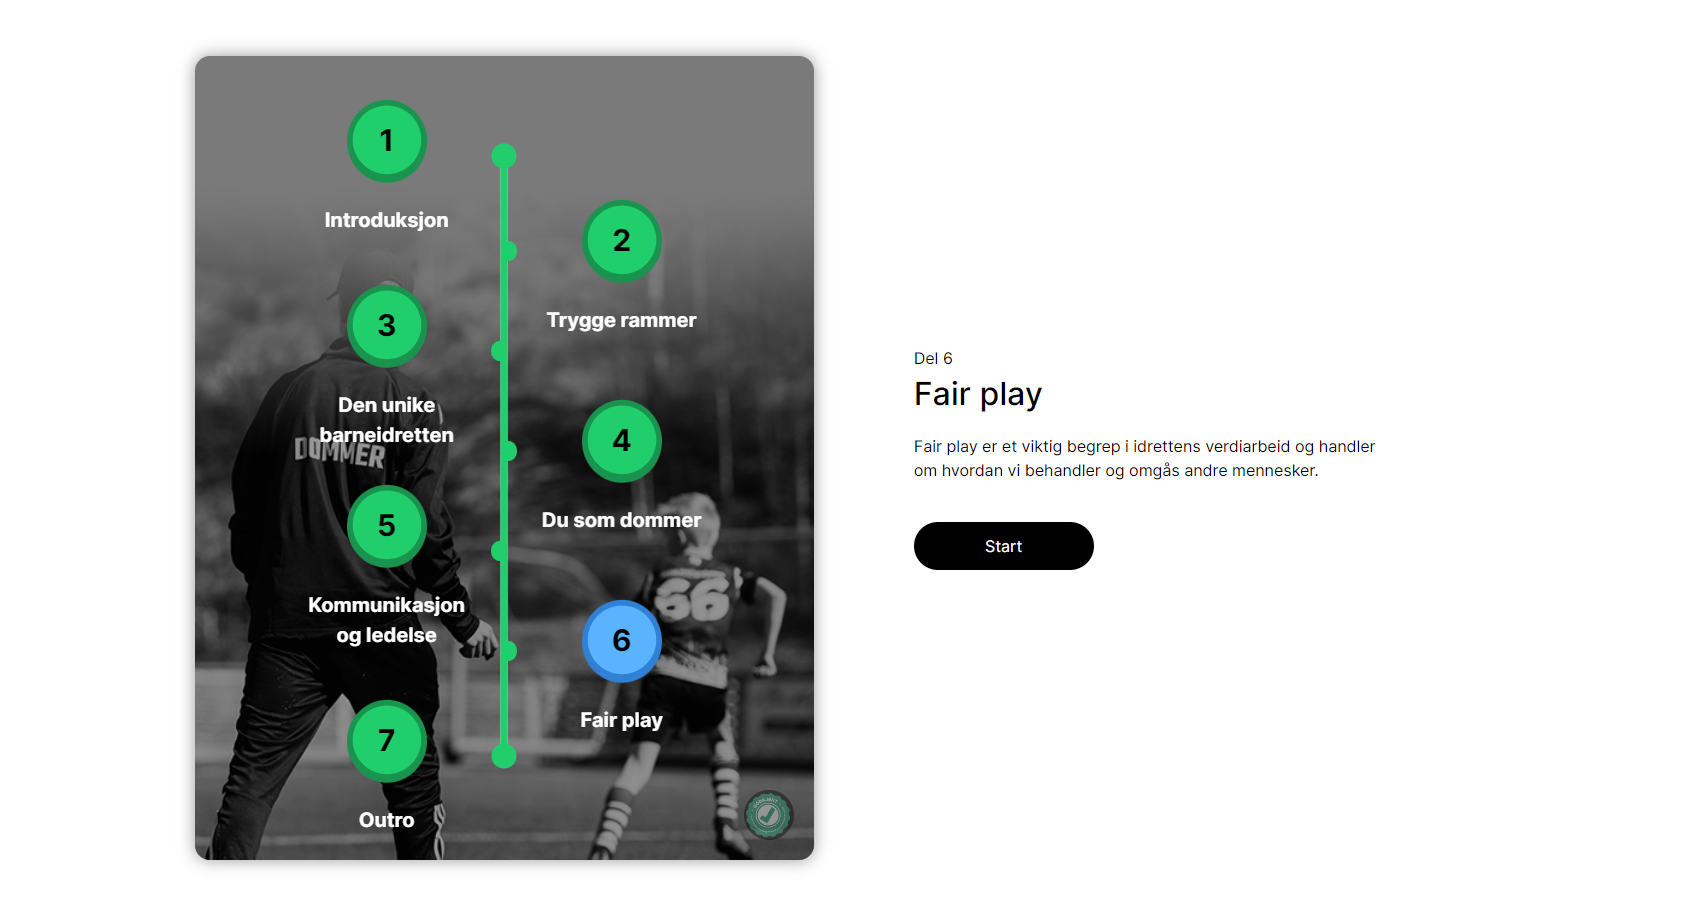 1
Introduksjon
2
Trygge rammer
3
Den unike
barneidretten
DOMMER
4
Du som dommer
5
Kommunikasjon
og ledelse
66
6
Fair play
7
Outro
Del 6
Fair play
Fair play er et viktig begrep i idrettens verdiarbeid og handler
om hvordan vi behandler og omgås andre mennesker.
Start